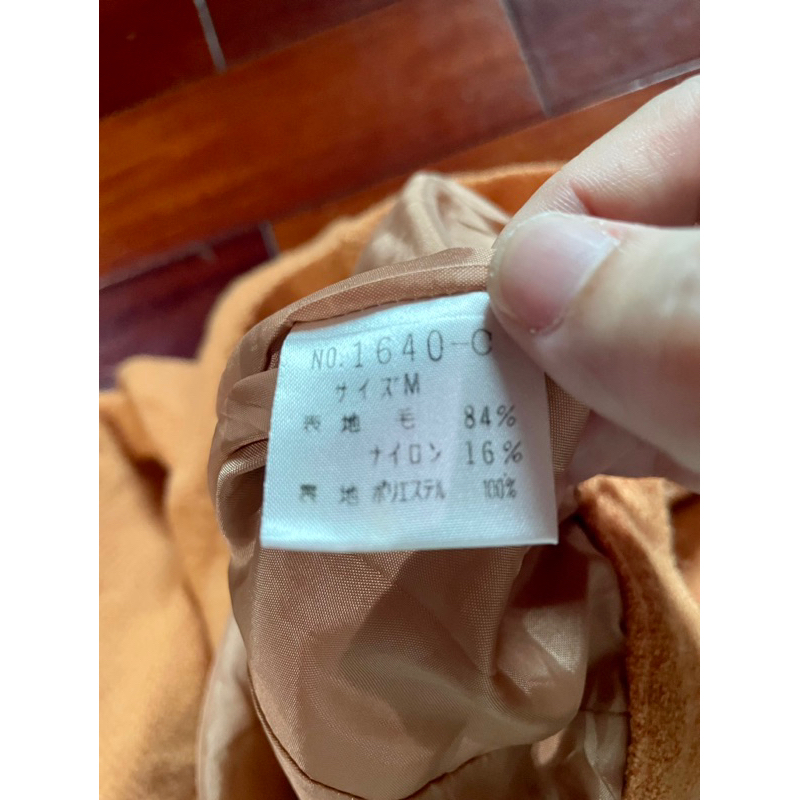 NO.1640-C
サイズM
表地 毛 84%
ナイロン 16%
表地 ポリエステル 100%